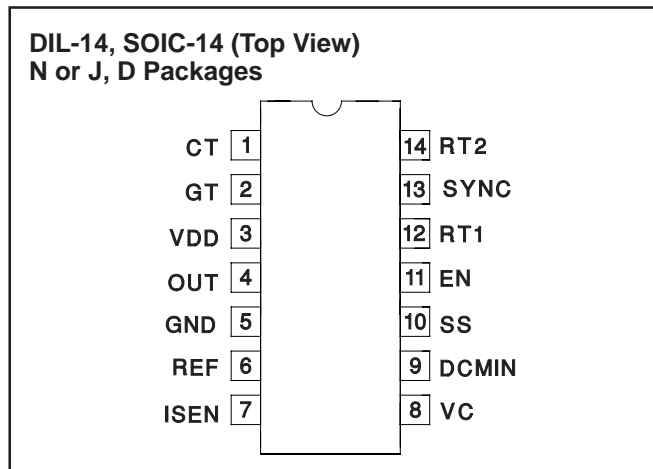 DIL-14, SOIC-14 (Top View)
N or J, D Packages
CT 1 14 RT2
GT 2 13 SYNC
VDD 3 12 RT1
OUT 4 11 EN
GND 5 10 SS
REF 6 9 DCMIN
ISEN 7 8 VC